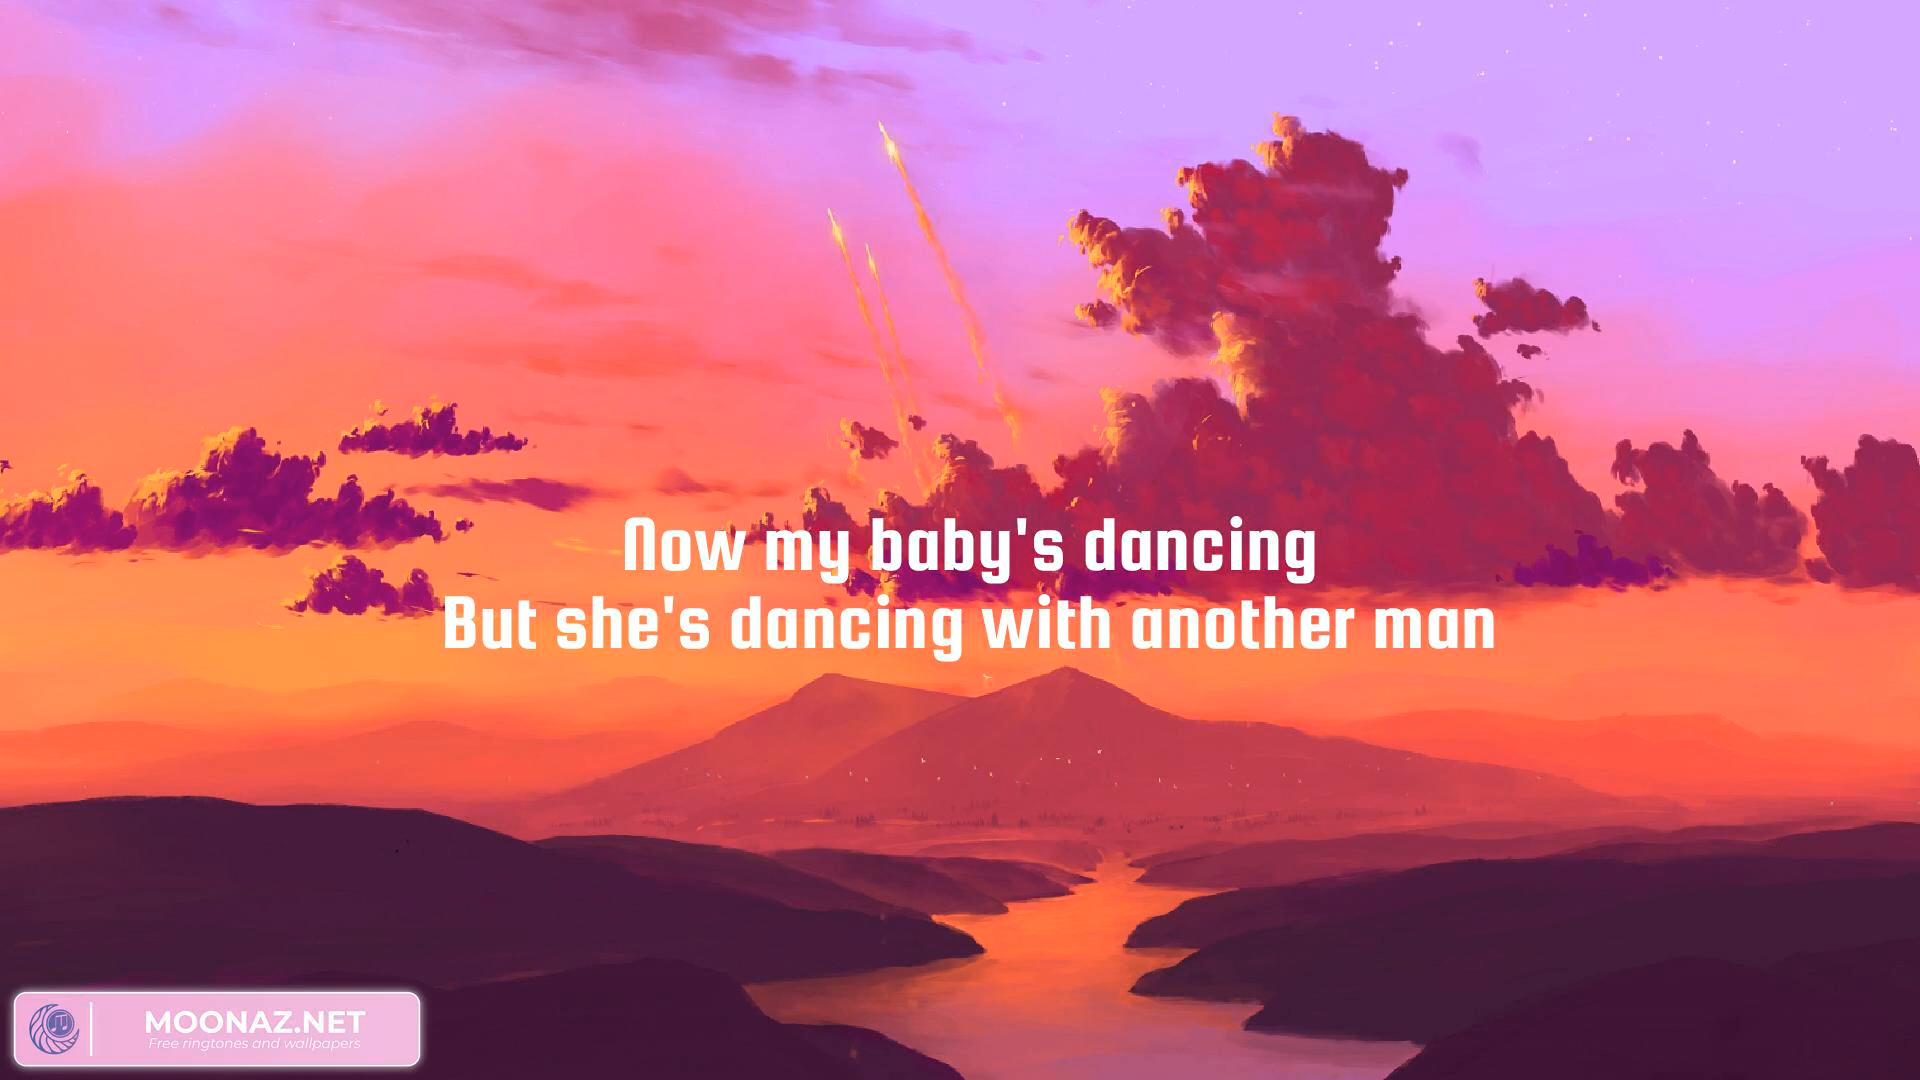 Now my baby's dancing
But she's dancing with another man
MOONAZ.NET
Free ringtones and wallpapers